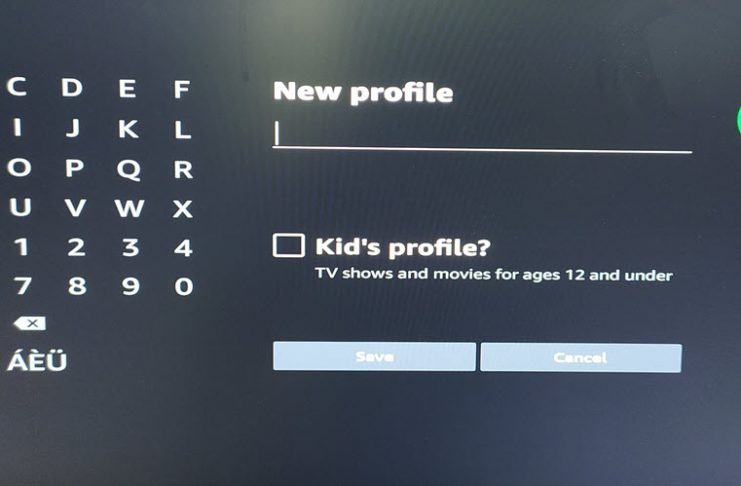 C D E F
I J K L
O P Q R
U V W X
1 2 3 4
7 8 9 0
X
ÁÈÜ
New profile
Kid's profile?
TV shows and movies for ages 12 and under
Save
Cancel